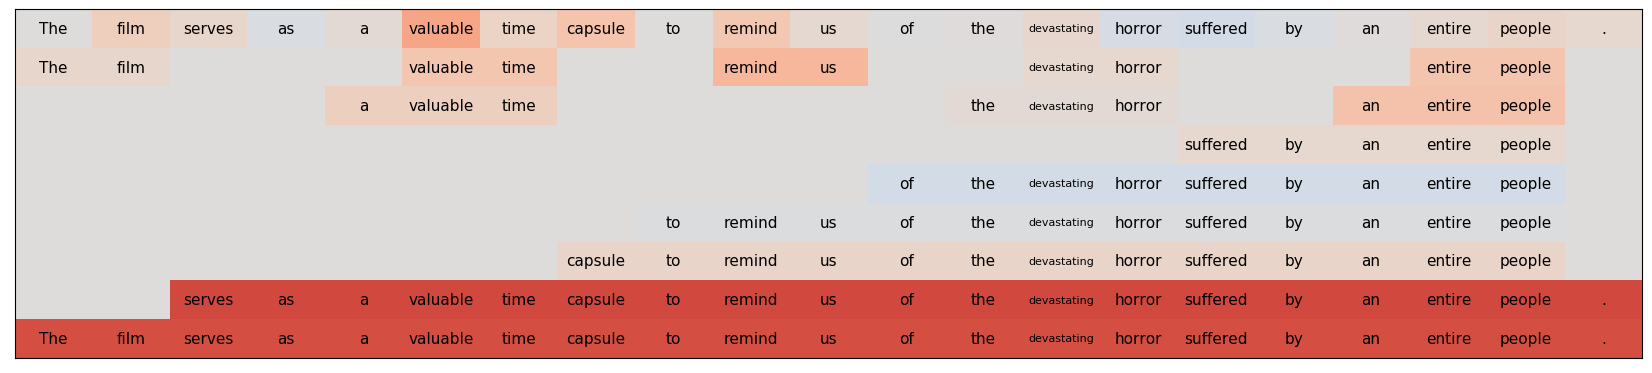 The film serves as a valuable time capsule to remind us of the devastating horror suffered by an entire people .
The film valuable time remind us devastating horror entire people
a valuable time the devastating horror an entire people
suffered by an entire people
of the devastating horror suffered by an entire people
to remind us of the devastating horror suffered by an entire people
capsule to remind us of the devastating horror suffered by an entire people
serves as a valuable time capsule to remind us of the devastating horror suffered by an entire people .
The film serves as a valuable time capsule to remind us of the devastating horror suffered by an entire people .